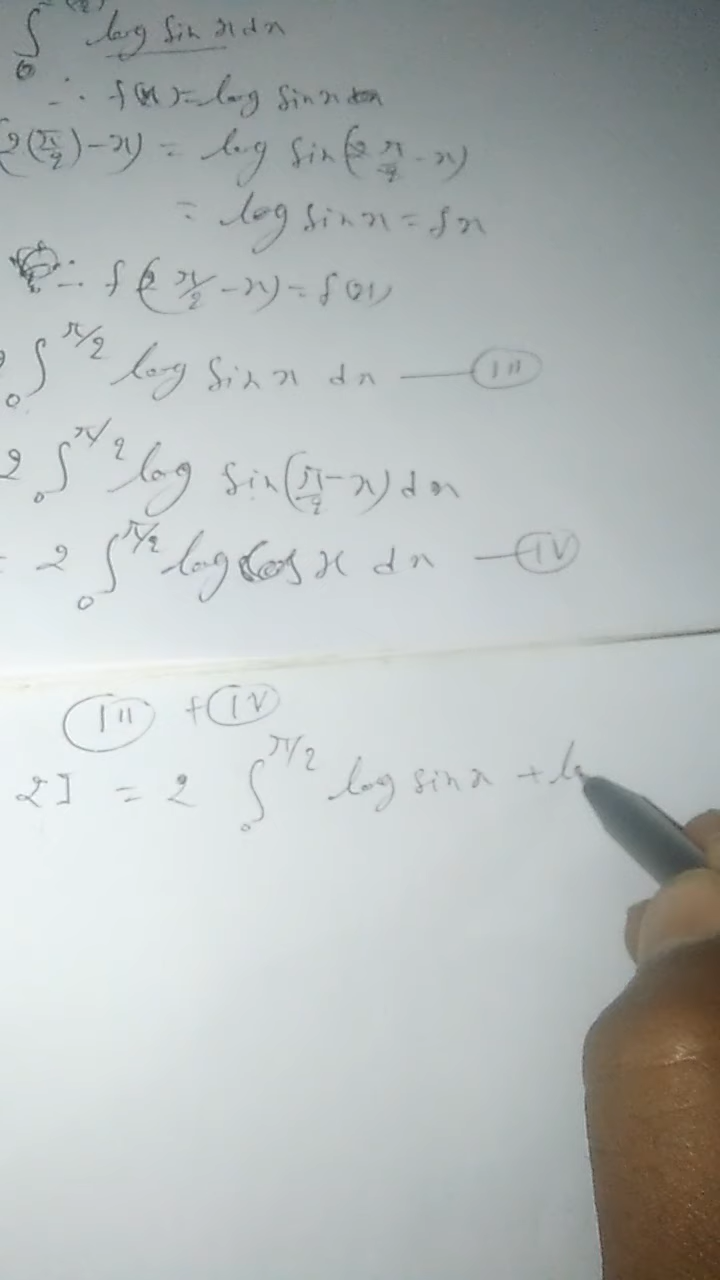 ∫₀ log sin x dx
∴ f(x) = log sin x
2(π/2) - x) = log sin(2 π/2 - x)
= log sin x = f x
∴ f(2 π/2 - x) = f(x)
∫₀^π/2 log sin x dx — (III)
2 ∫₀^π/2 log sin(π/2 - x) dx
= 2 ∫₀^π/2 log cos x dx — (IV)
(III) + (IV)
2I = 2 ∫₀^π/2 log sin x + lo